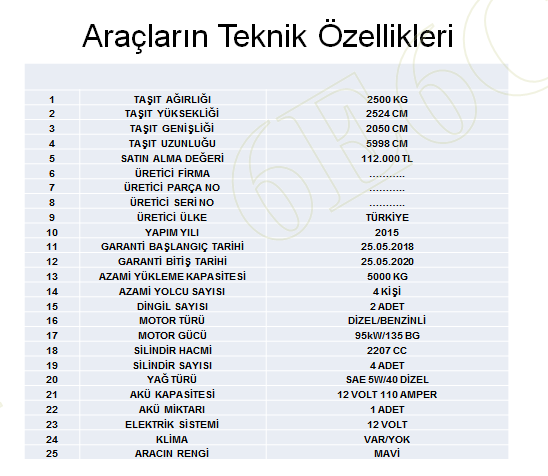 Araçların Teknik Özellikleri
1 TAŞIT AĞIRLIĞI 2500 KG
2 TAŞIT YÜKSEKLİĞİ 2524 CM
3 TAŞIT GENİŞLİĞİ 2050 CM
4 TAŞIT UZUNLUĞU 5998 CM
5 SATIN ALMA DEĞERİ 112.000 TL
6 ÜRETİCİ FİRMA ...........
7 ÜRETİCİ PARÇA NO ...........
8 ÜRETİCİ SERİ NO ...........
9 ÜRETİCİ ÜLKE TÜRKİYE
10 YAPIM YILI 2015
11 GARANTİ BAŞLANGIÇ TARİHİ 25.05.2018
12 GARANTİ BİTİŞ TARİHİ 25.05.2020
13 AZAMİ YÜKLEME KAPASİTESİ 5000 KG
14 AZAMİ YOLCU SAYISI 4 KİŞİ
15 DİNGİL SAYISI 2 ADET
16 MOTOR TÜRÜ DİZEL/BENZİNLİ
17 MOTOR GÜCÜ 95kW/135 BG
18 SİLİNDİR HACMİ 2207 CC
19 SİLİNDİR SAYISI 4 ADET
20 YAĞ TÜRÜ SAE 5W/40 DİZEL
21 AKÜ KAPASİTESİ 12 VOLT 110 AMPER
22 AKÜ MİKTARI 1 ADET
23 ELEKTRİK SİSTEMİ 12 VOLT
24 KLİMA VAR/YOK
25 ARACIN RENGİ MAVİ